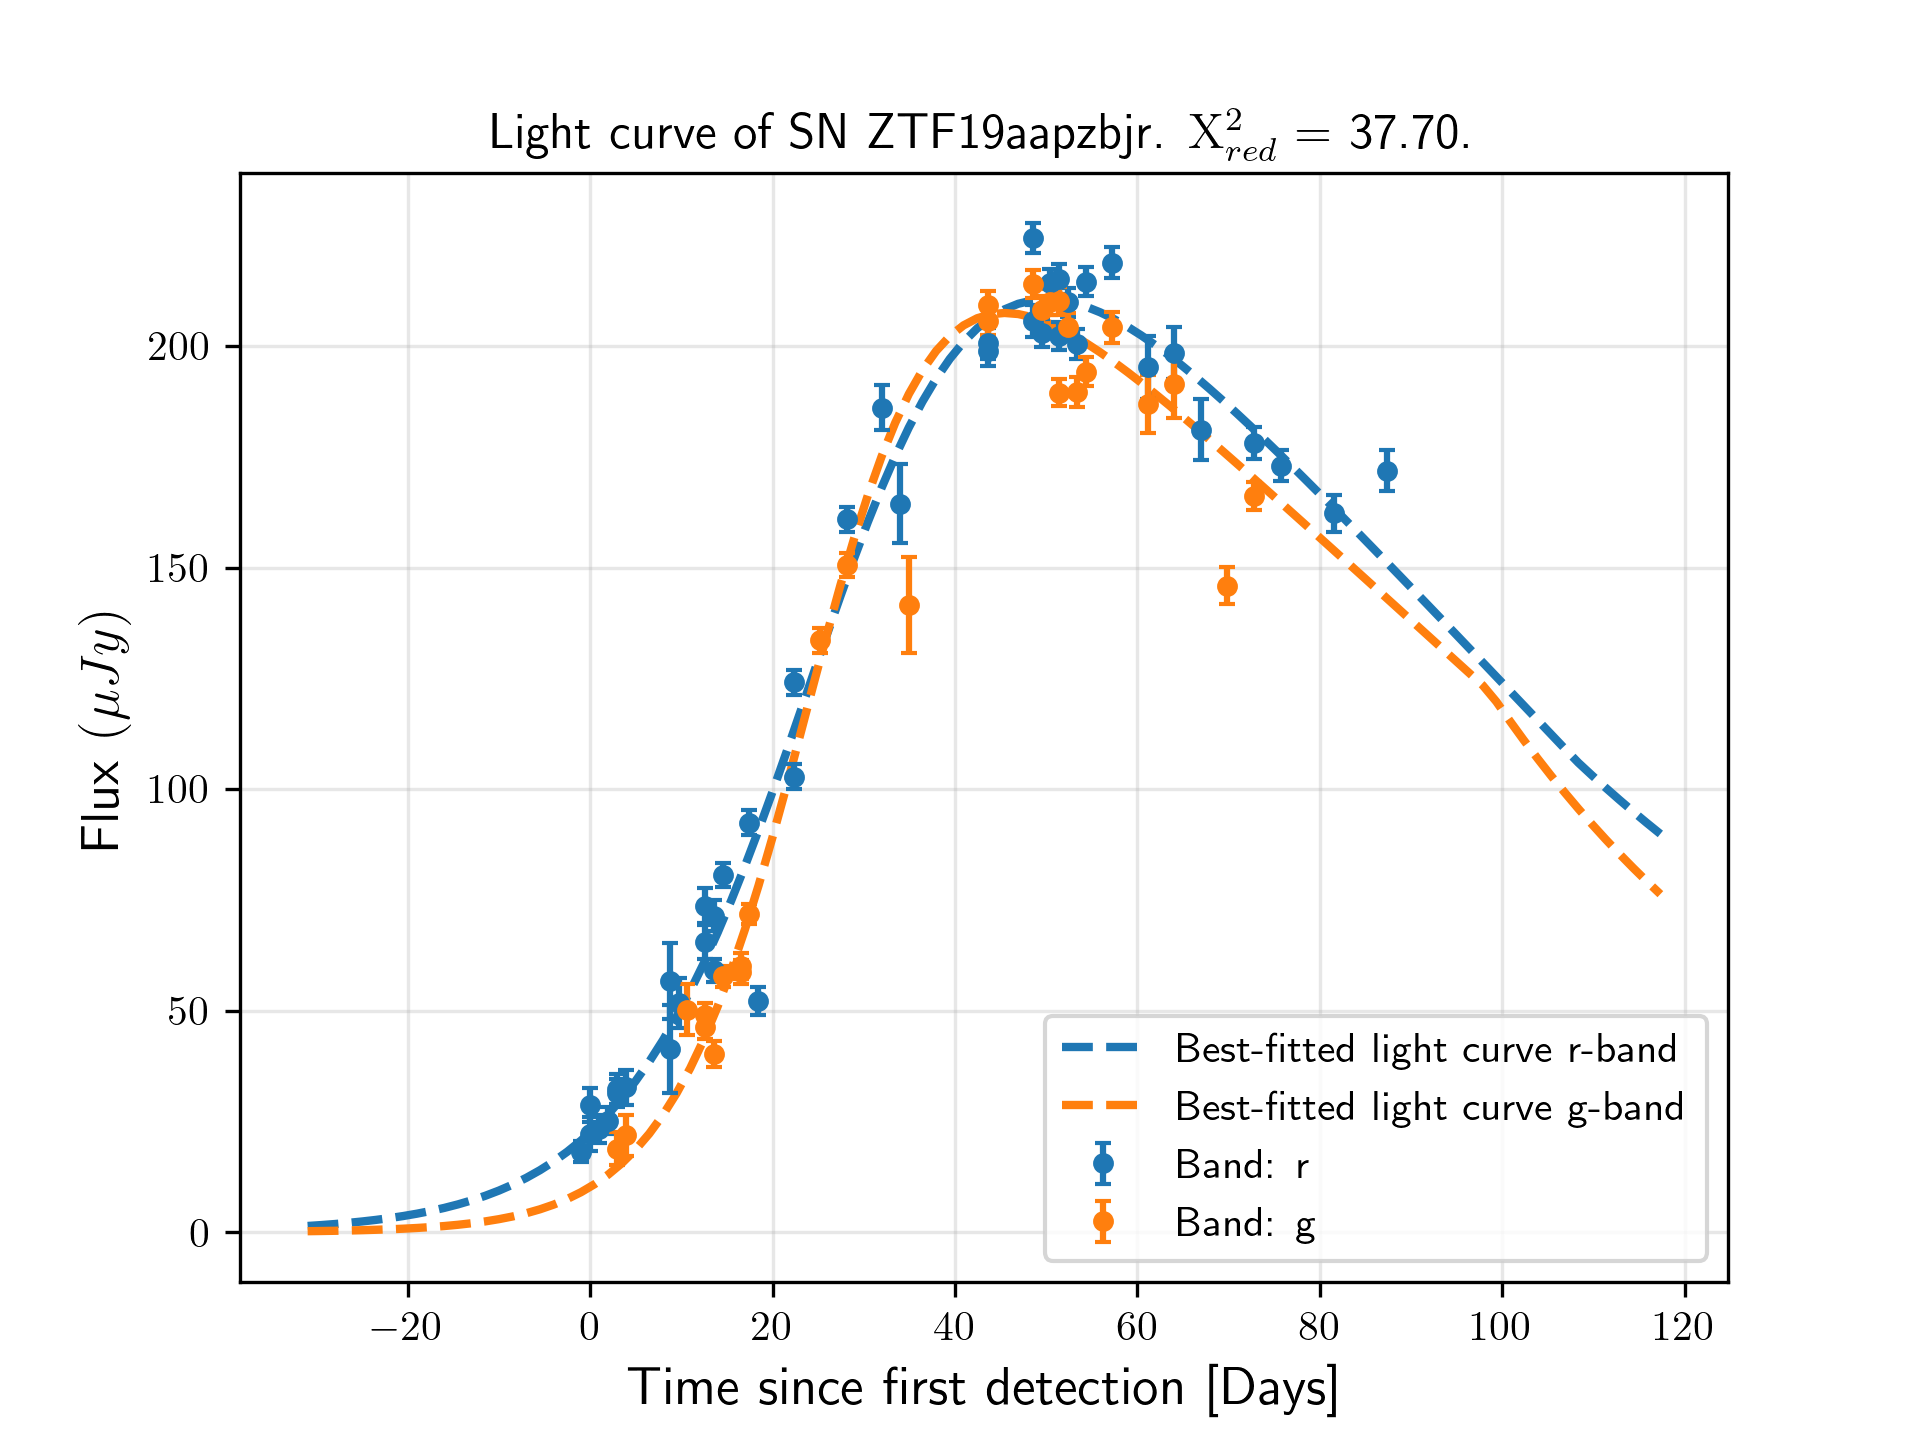 Light curve of SN ZTF19aapzbjr. X²_red = 37.70.
Flux (μJy)
200
150
100
50
0
−20 0 20 40 60 80 100 120
Time since first detection [Days]
Best-fitted light curve r-band
Best-fitted light curve g-band
Band: r
Band: g